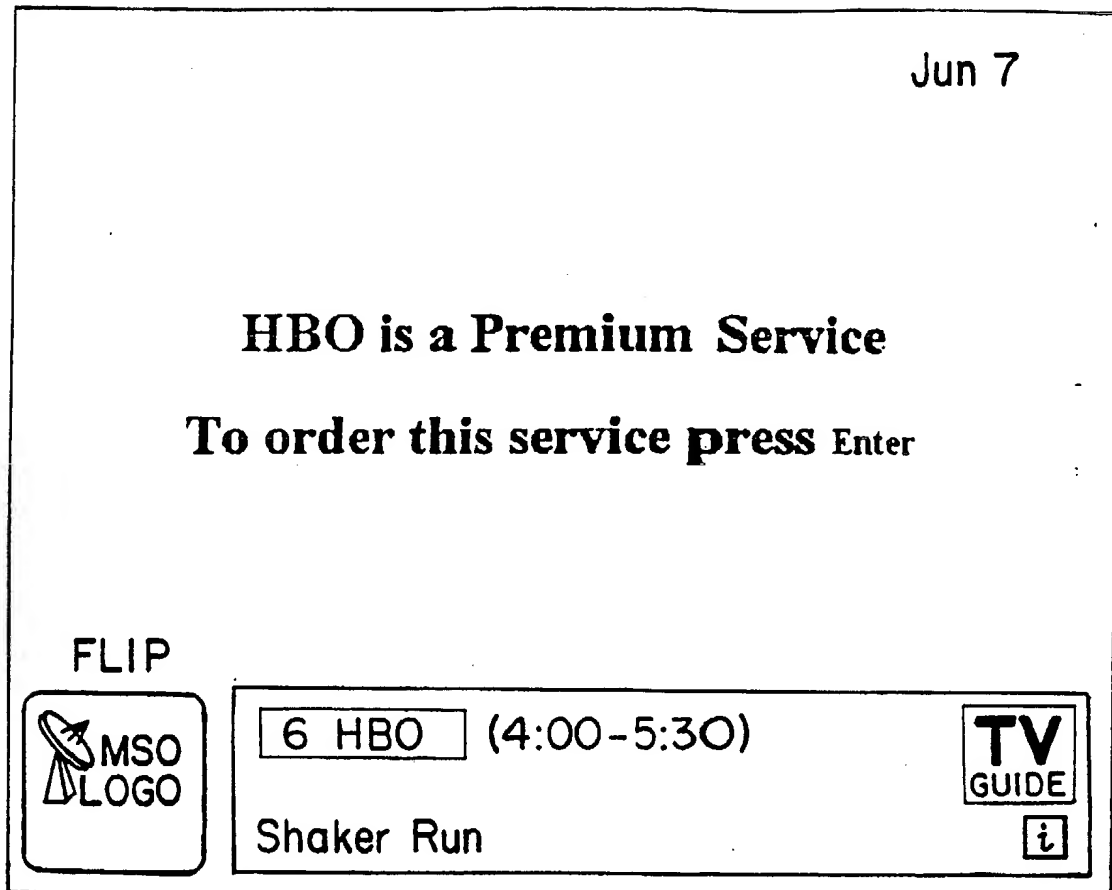 Jun 7
HBO is a Premium Service
To order this service press Enter
FLIP
MSO
LOGO
6 HBO (4:00-5:30)
TV
GUIDE
Shaker Run
i